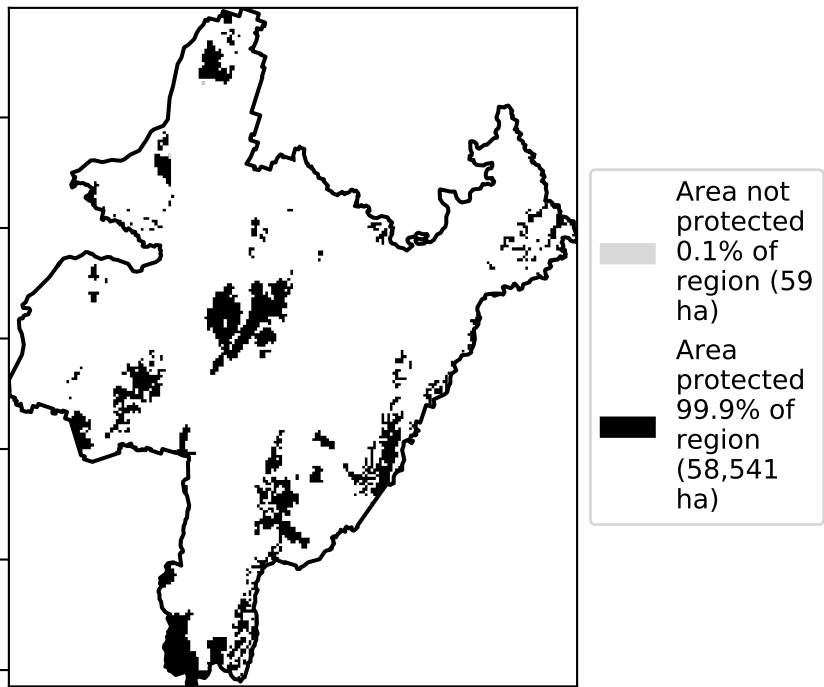 Area not
protected
0.1% of
region (59
ha)
Area
protected
99.9% of
region
(58,541
ha)